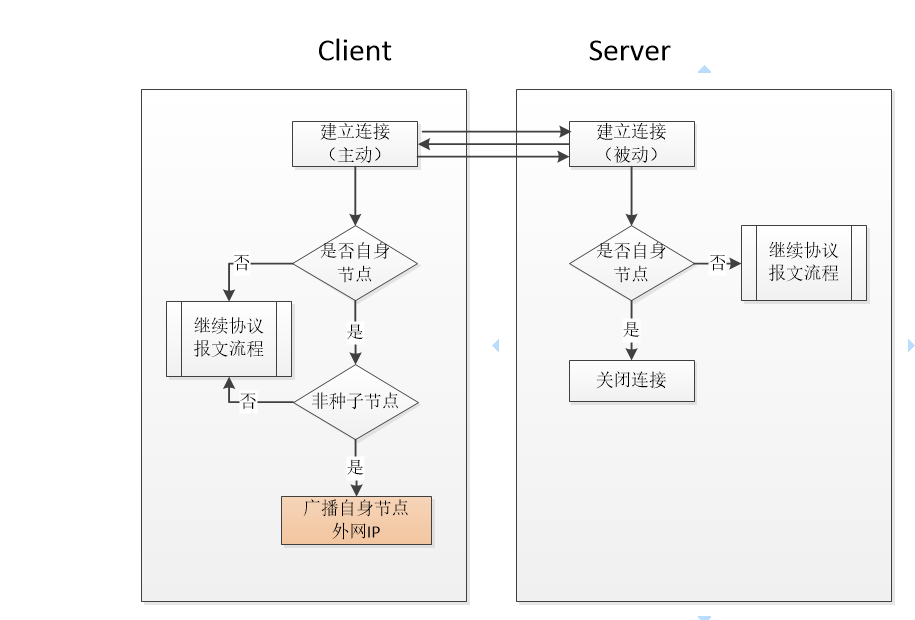 Client
Server
建立连接
（主动）
建立连接
（被动）
是否自身
节点
否
继续协议
报文流程
是
非种子节点
否
是
广播自身节点
外网IP
是否自身
节点
否
继续协议
报文流程
是
关闭连接